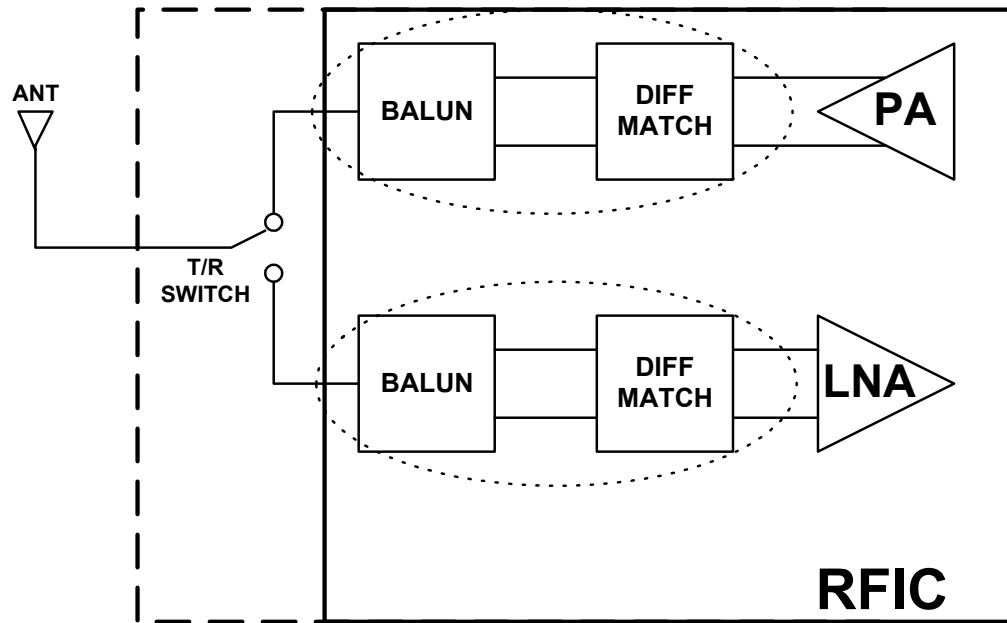 ANT
BALUN
DIFF
MATCH
PA
T/R
SWITCH
BALUN
DIFF
MATCH
LNA
RFIC